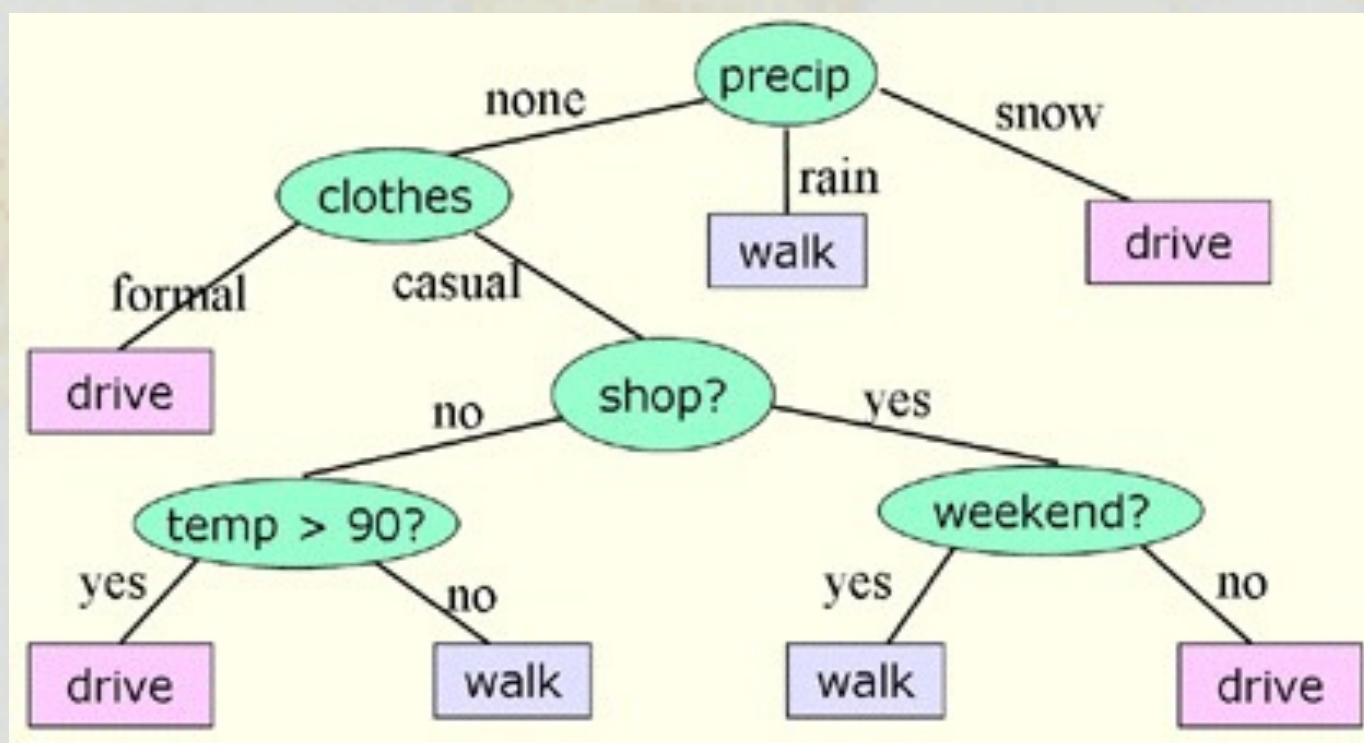 precip
none
snow
clothes
rain
walk
drive
formal
casual
drive
shop?
no
yes
temp > 90?
weekend?
yes
no
yes
no
drive
walk
walk
drive